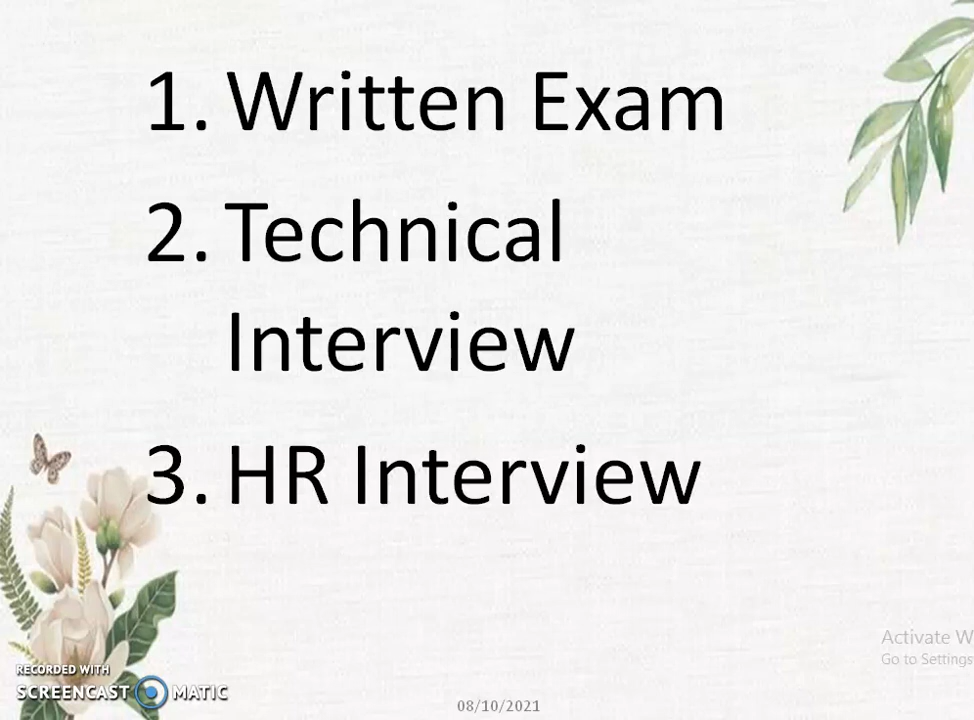 1. Written Exam
2. Technical
Interview
3. HR Interview
Activate W
Go to Settings
RECORDED WITH
SCREENCAST MATIC
08/10/2021